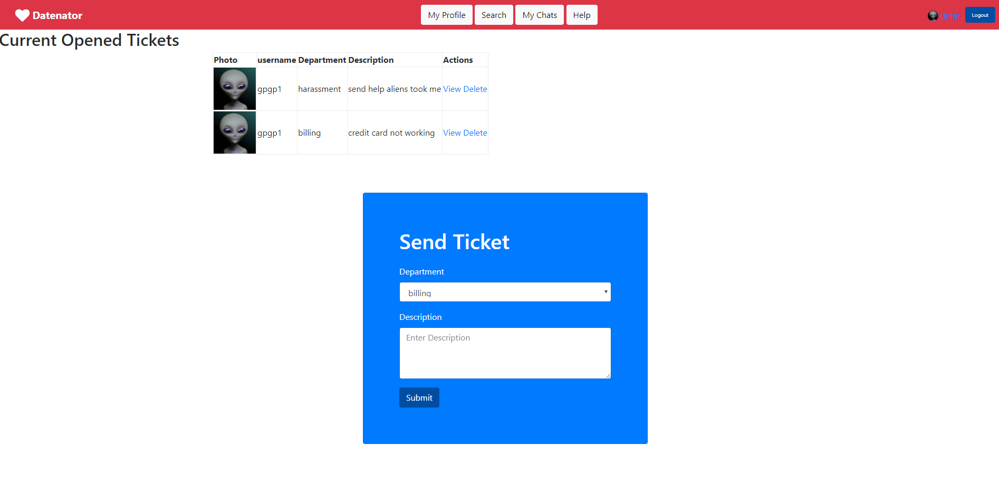 Datenator My Profile Search My Chats Help gpgp Logout
Current Opened Tickets
Photo username Department Description Actions
gpgp1 harassment send help aliens took me View Delete
gpgp1 billing credit card not working View Delete
Send Ticket
Department
billing
Description
Enter Description
Submit